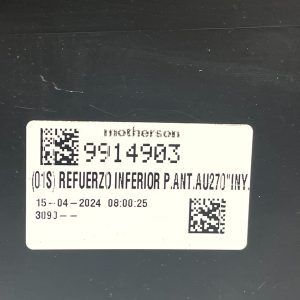 motherson
9914903
(01S) REFUERZO INFERIOR P.ANT.AU270"INY.
15-04-2024 08:00:25
309J--